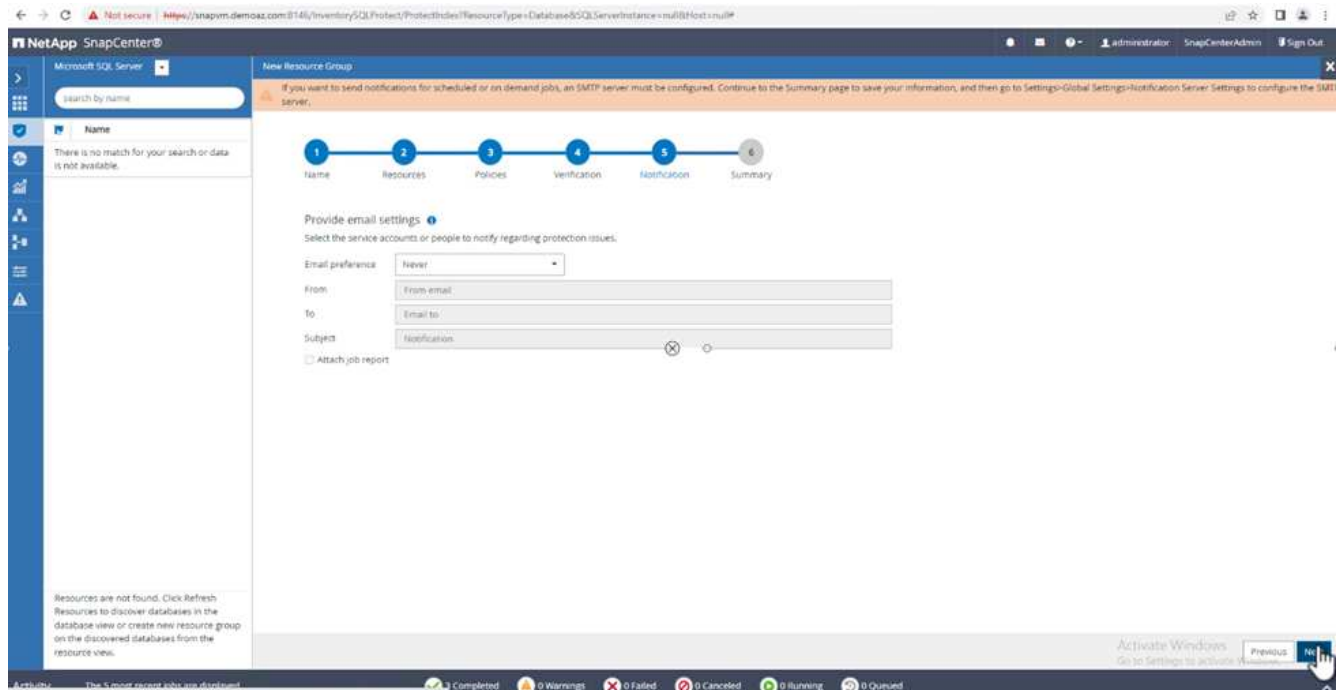 Not secure https://snapvm.demoaz.com:8146/InventorySQLProtect/ProtectIndex?ResourceType=Database&SQLServerInstance=null&Host=null#
NetApp SnapCenter®
administrator SnapCenterAdmin Sign Out
Microsoft SQL Server
New Resource Group
search by name
If you want to send notifications for scheduled or on demand jobs, an SMTP server must be configured. Continue to the Summary page to save your information, and then go to Settings>Global Settings>Notification Server Settings to configure the SMTP
server.
Name
There is no match for your search or data
is not available.
1 2 3 4 5 6
Name Resources Policies Verification Notification Summary
Provide email settings
Select the service accounts or people to notify regarding protection issues.
Email preference Never
From From email
To Email to
Subject Notification
Attach job report
Resources are not found. Click Refresh
Resources to discover databases in the
database view or create new resource group
on the discovered databases from the
resource view.
Activate Windows
Go to Settings to activate Windows.
Previous
Activity The 5 most recent jobs are displayed
3 Completed 0 Warnings 0 Failed 0 Canceled 0 Running 0 Queued